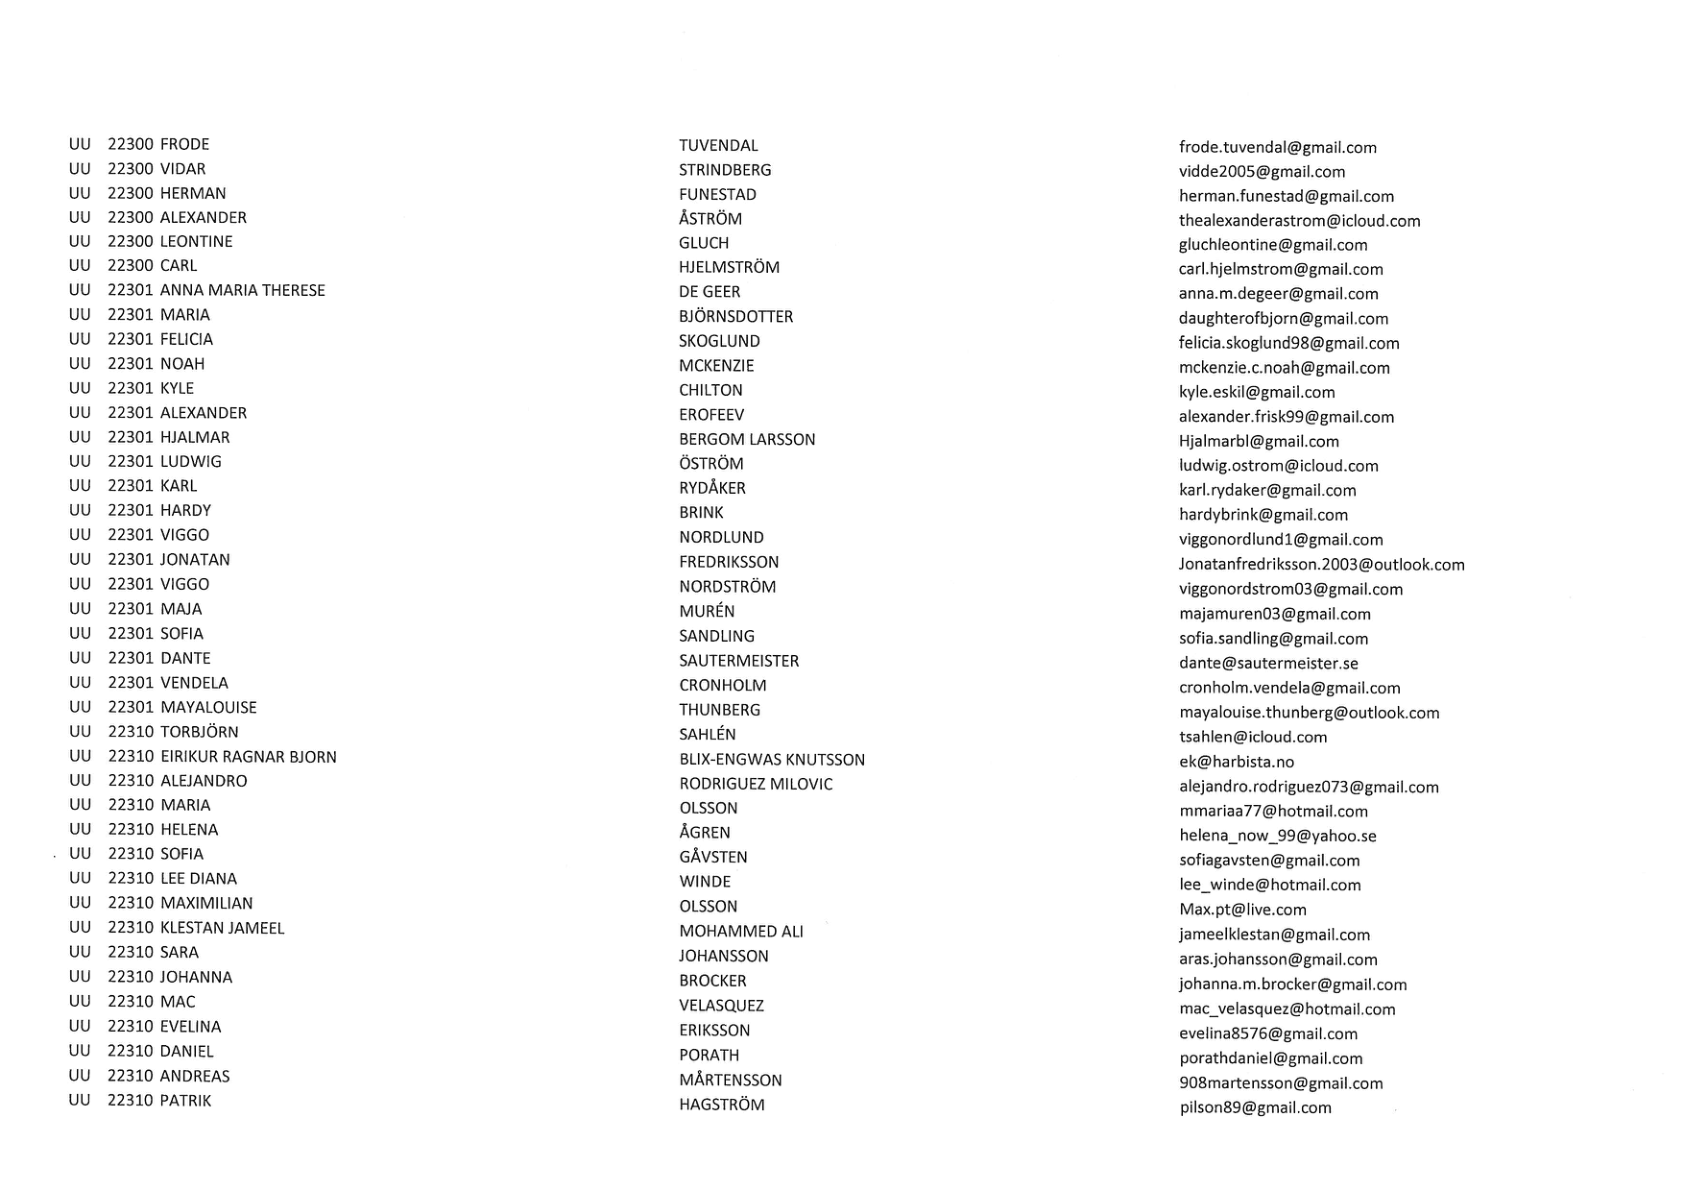 UU 22300 FRODE TUVENDAL frode.tuvendal@gmail.com
UU 22300 VIDAR STRINDBERG vidde2005@gmail.com
UU 22300 HERMAN FUNESTAD herman.funestad@gmail.com
UU 22300 ALEXANDER ÅSTRÖM thealexanderastrom@icloud.com
UU 22300 LEONTINE GLUCH gluchleontine@gmail.com
UU 22300 CARL HJELMSTRÖM carl.hjelmstrom@gmail.com
UU 22301 ANNA MARIA THERESE DE GEER anna.m.degeer@gmail.com
UU 22301 MARIA BJÖRNSDOTTER daughterofbjorn@gmail.com
UU 22301 FELICIA SKOGLUND felicia.skoglund98@gmail.com
UU 22301 NOAH MCKENZIE mckenzie.c.noah@gmail.com
UU 22301 KYLE CHILTON kyle.eskil@gmail.com
UU 22301 ALEXANDER EROFEEV alexander.frisk99@gmail.com
UU 22301 HJALMAR BERGOM LARSSON Hjalmarbl@gmail.com
UU 22301 LUDWIG ÖSTRÖM ludwig.ostrom@icloud.com
UU 22301 KARL RYDÅKER karl.rydaker@gmail.com
UU 22301 HARDY BRINK hardybrink@gmail.com
UU 22301 VIGGO NORDLUND viggonordlund1@gmail.com
UU 22301 JONATAN FREDRIKSSON Jonatanfredriksson.2003@outlook.com
UU 22301 VIGGO NORDSTRÖM viggonordstrom03@gmail.com
UU 22301 MAJA MURÉN majamuren03@gmail.com
UU 22301 SOFIA SANDLING sofia.sandling@gmail.com
UU 22301 DANTE SAUTERMEISTER dante@sautermeister.se
UU 22301 VENDELA CRONHOLM cronholm.vendela@gmail.com
UU 22301 MAYALOUISE THUNBERG mayalouise.thunberg@outlook.com
UU 22310 TORBJÖRN SAHLÉN tsahlen@icloud.com
UU 22310 EIRIKUR RAGNAR BJORN BLIX-ENGWAS KNUTSSON ek@harbista.no
UU 22310 ALEJANDRO RODRIGUEZ MILOVIC alejandro.rodriguez073@gmail.com
UU 22310 MARIA OLSSON mmariaa77@hotmail.com
UU 22310 HELENA ÅGREN helena_now_99@yahoo.se
UU 22310 SOFIA GÅVSTEN sofiagavsten@gmail.com
UU 22310 LEE DIANA WINDE lee_winde@hotmail.com
UU 22310 MAXIMILIAN OLSSON Max.pt@live.com
UU 22310 KLESTAN JAMEEL MOHAMMED ALI jameelklestan@gmail.com
UU 22310 SARA JOHANSSON aras.johansson@gmail.com
UU 22310 JOHANNA BROCKER johanna.m.brocker@gmail.com
UU 22310 MAC VELASQUEZ mac_velasquez@hotmail.com
UU 22310 EVELINA ERIKSSON evelina8576@gmail.com
UU 22310 DANIEL PORATH porathdaniel@gmail.com
UU 22310 ANDREAS MÅRTENSSON 908martensson@gmail.com
UU 22310 PATRIK HAGSTRÖM pilson89@gmail.com